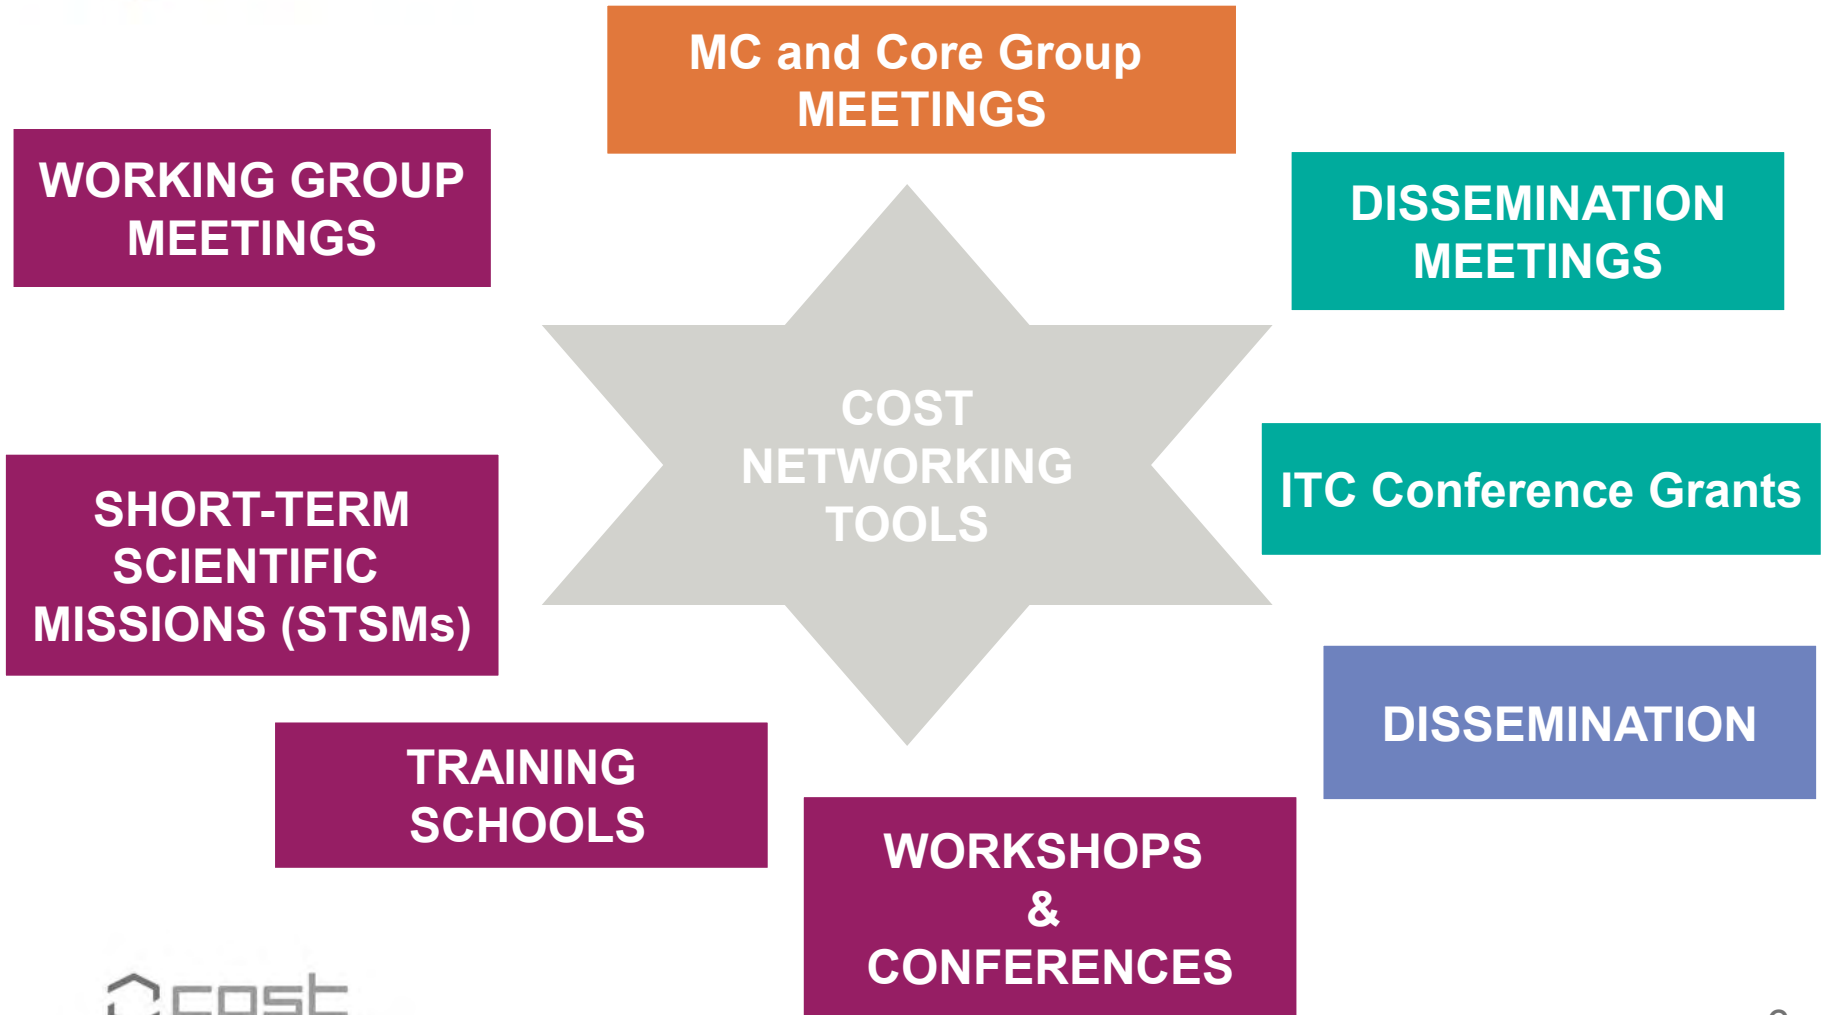 MC and Core Group
MEETINGS
WORKING GROUP
MEETINGS
DISSEMINATION
MEETINGS
COST
NETWORKING
TOOLS
ITC Conference Grants
SHORT-TERM
SCIENTIFIC
MISSIONS (STSMs)
DISSEMINATION
TRAINING
SCHOOLS
WORKSHOPS
&
CONFERENCES
cost